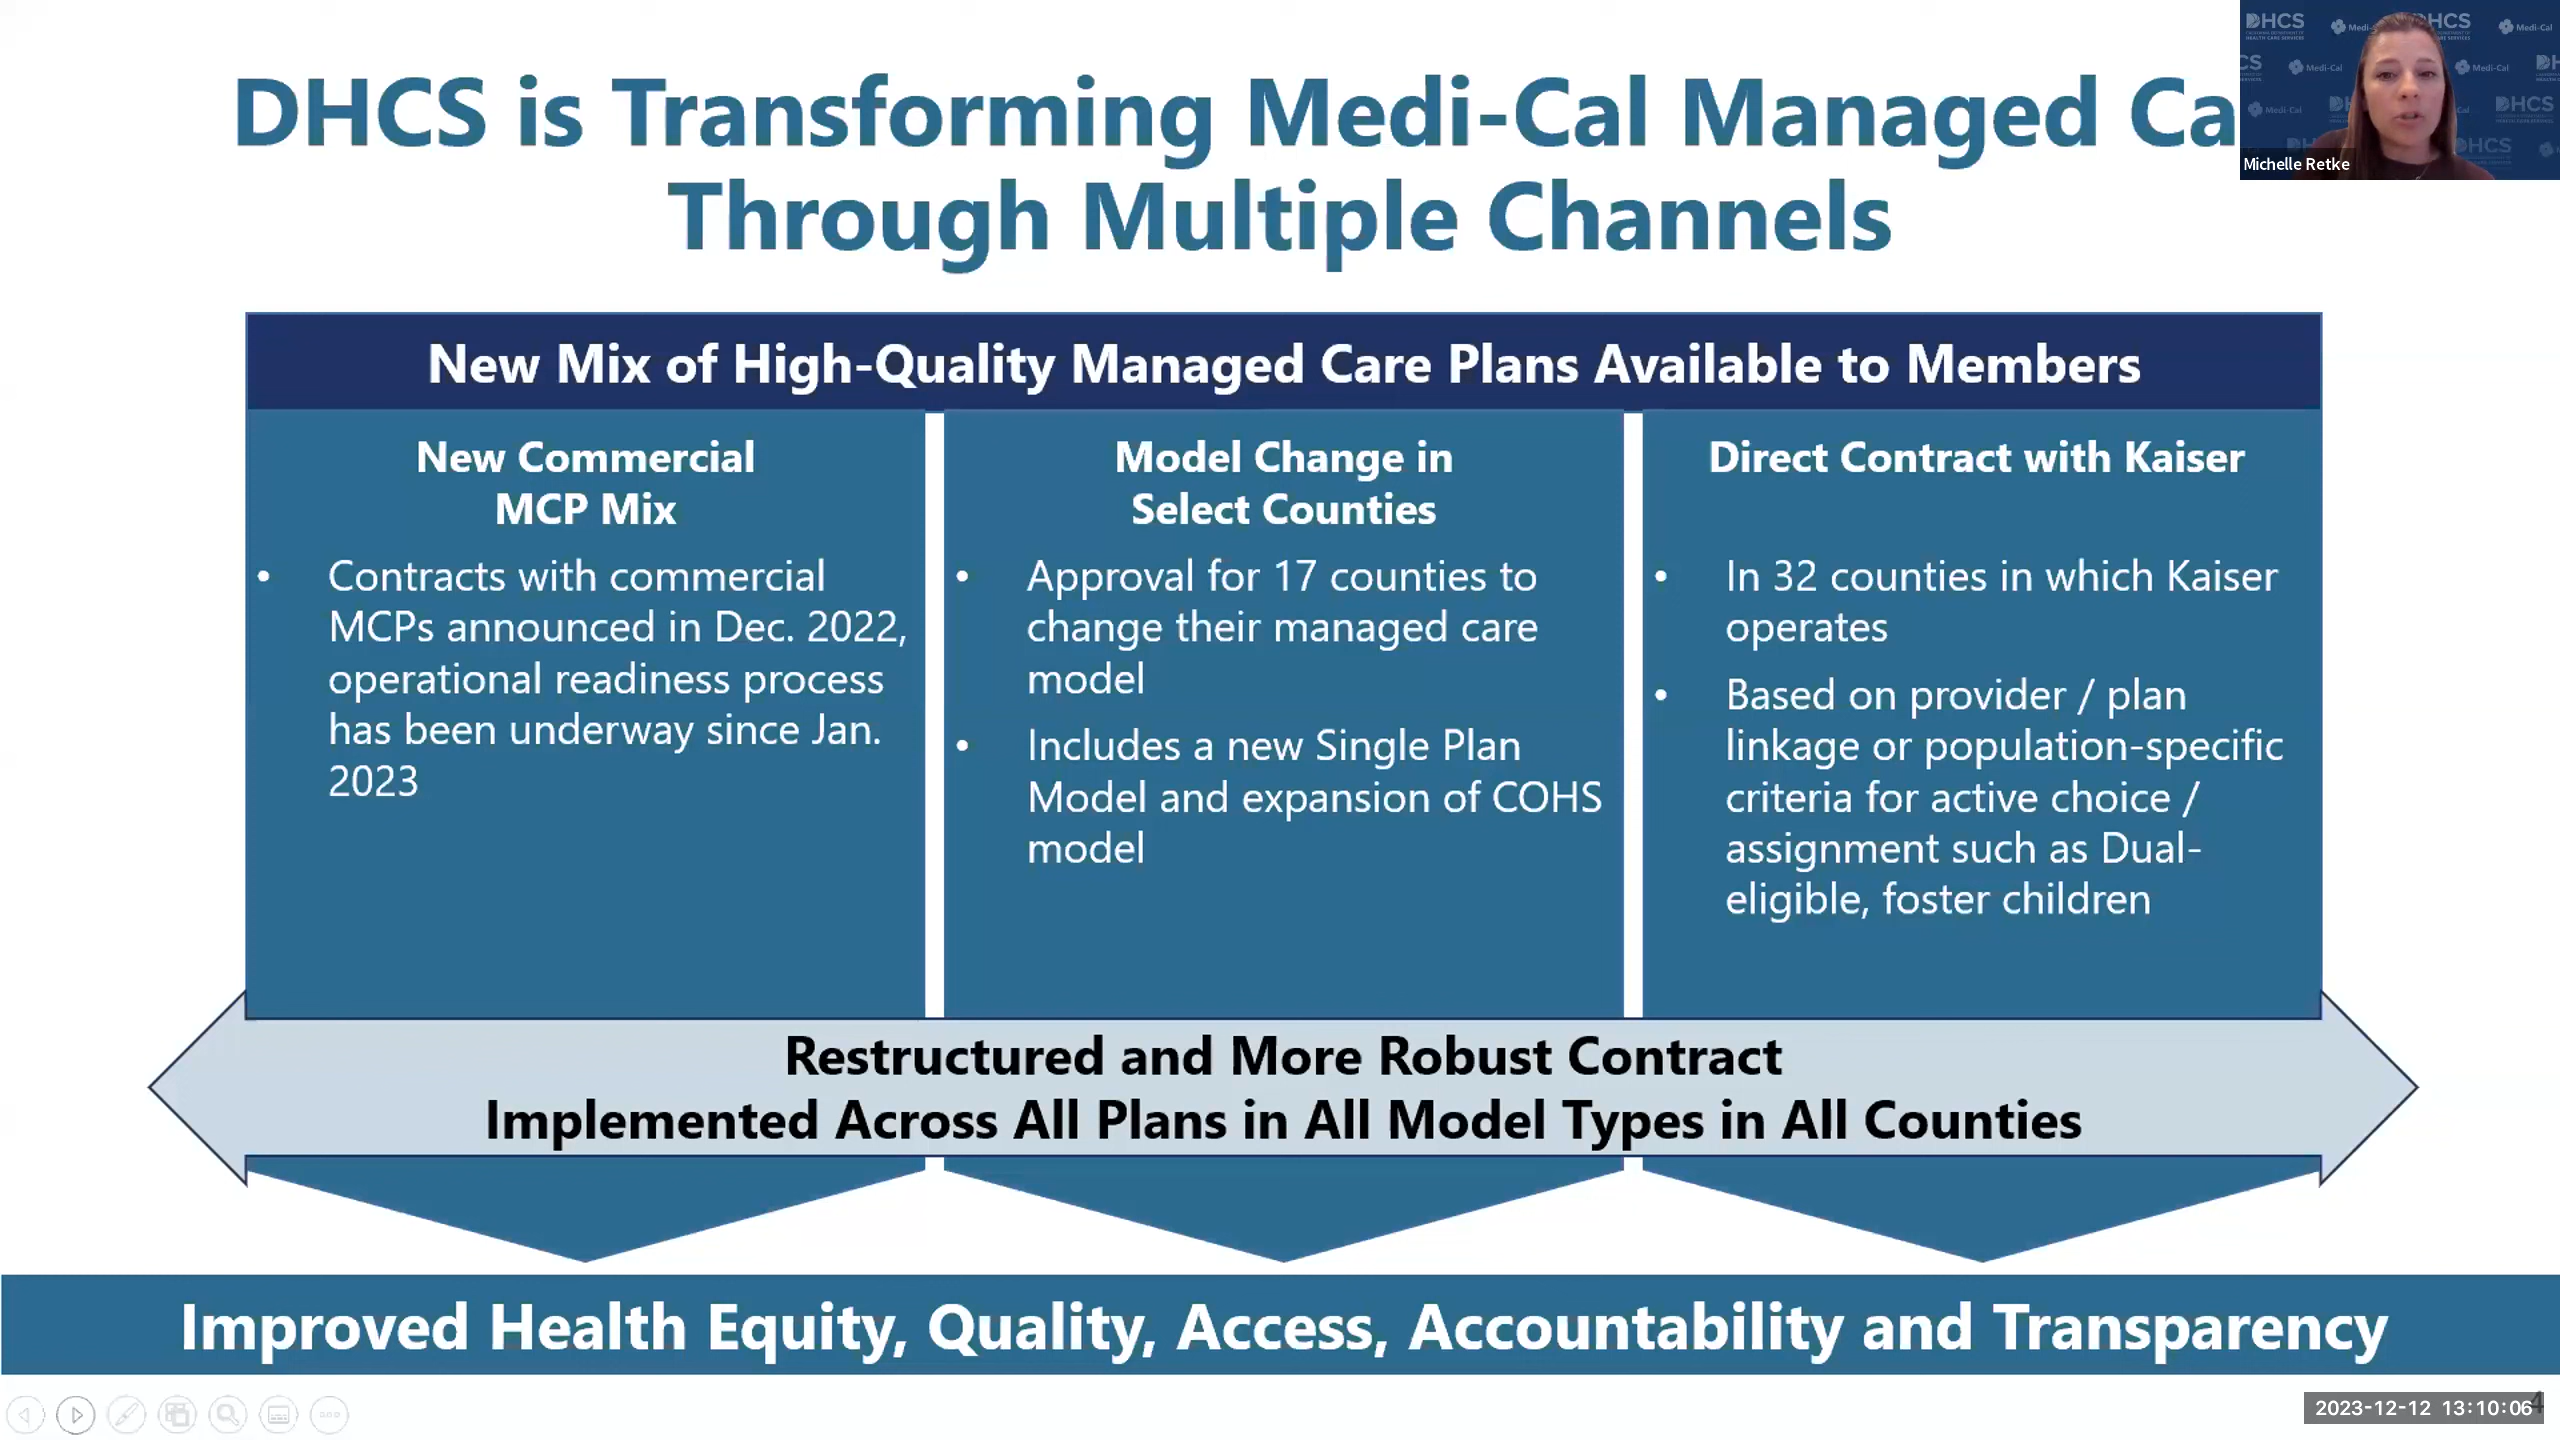 DHCS is Transforming Medi-Cal Managed Ca
Through Multiple Channels
DHCS
Medi-Cal
Michelle Retke
New Mix of High-Quality Managed Care Plans Available to Members
New Commercial
MCP Mix
• Contracts with commercial
MCPs announced in Dec. 2022,
operational readiness process
has been underway since Jan.
2023
Model Change in
Select Counties
• Approval for 17 counties to
change their managed care
model
• Includes a new Single Plan
Model and expansion of COHS
model
Direct Contract with Kaiser
• In 32 counties in which Kaiser
operates
• Based on provider / plan
linkage or population-specific
criteria for active choice /
assignment such as Dual-
eligible, foster children
Restructured and More Robust Contract
Implemented Across All Plans in All Model Types in All Counties
Improved Health Equity, Quality, Access, Accountability and Transparency
4
2023-12-12 13:10:06